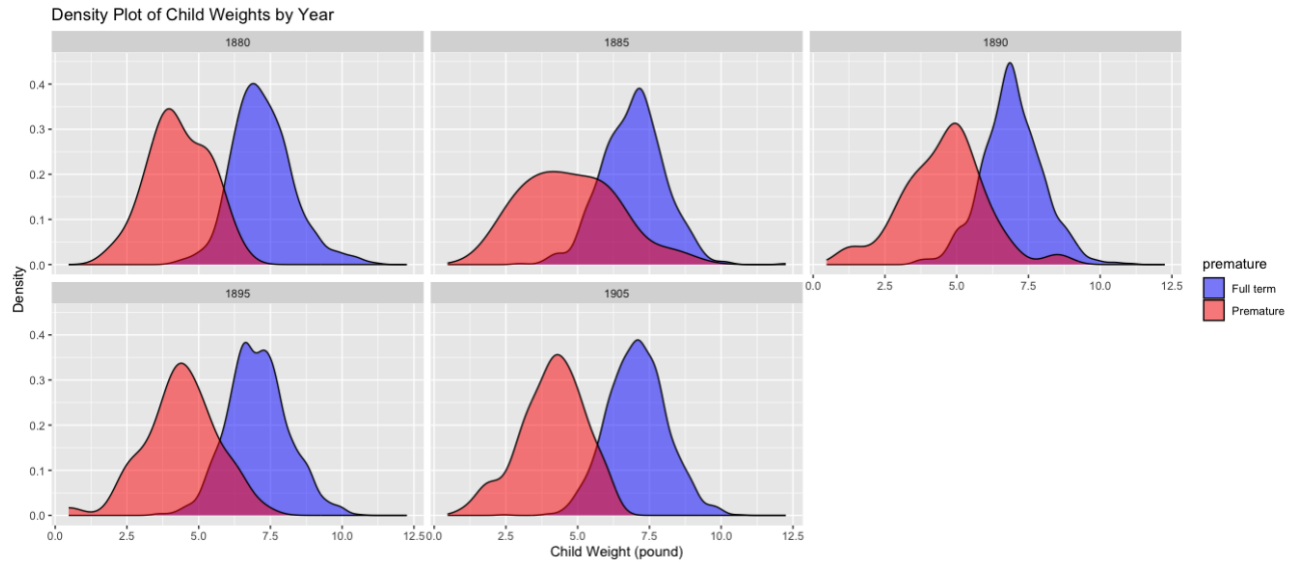 Density Plot of Child Weights by Year
1880
1885
1890
0.4
0.3
0.2
0.1
0.0
0.0 2.5 5.0 7.5 10.0 12.5
Density
premature
Full term
Premature
1895
1905
0.4
0.3
0.2
0.1
0.0
0.0 2.5 5.0 7.5 10.0 12.5 0.0 2.5 5.0 7.5 10.0 12.5
Child Weight (pound)